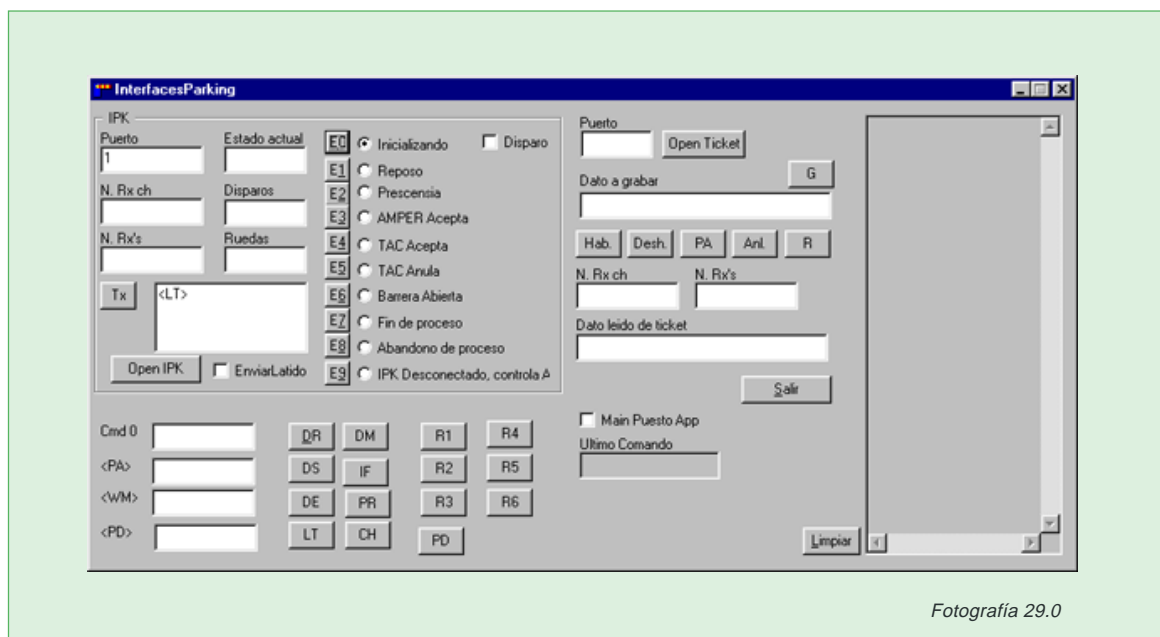 InterfacesParking
IPK
Puerto Estado actual
1
N. Rx ch Disparos
N. Rx's Ruedas
Tx <LT>
Open IPK EnviarLatido
E0 Inicializando Disparo
E1 Reposo
E2 Prescensia
E3 AMPER Acepta
E4 TAC Acepta
E5 TAC Anula
E6 Barrera Abierta
E7 Fin de proceso
E8 Abandono de proceso
E9 IPK Desconectado, controla A
Puerto
Open Ticket
G
Dato a grabar
Hab. Desh. PA Anl. R
N. Rx ch N. Rx's
Dato leido de ticket
Salir
Main Puesto App
Ultimo Comando
Cmd 0 DR DM R1 R4
<PA> DS IF R2 R5
<WM> DE PR R3 R6
<PD> LT CH PD
Limpiar
Fotografía 29.0